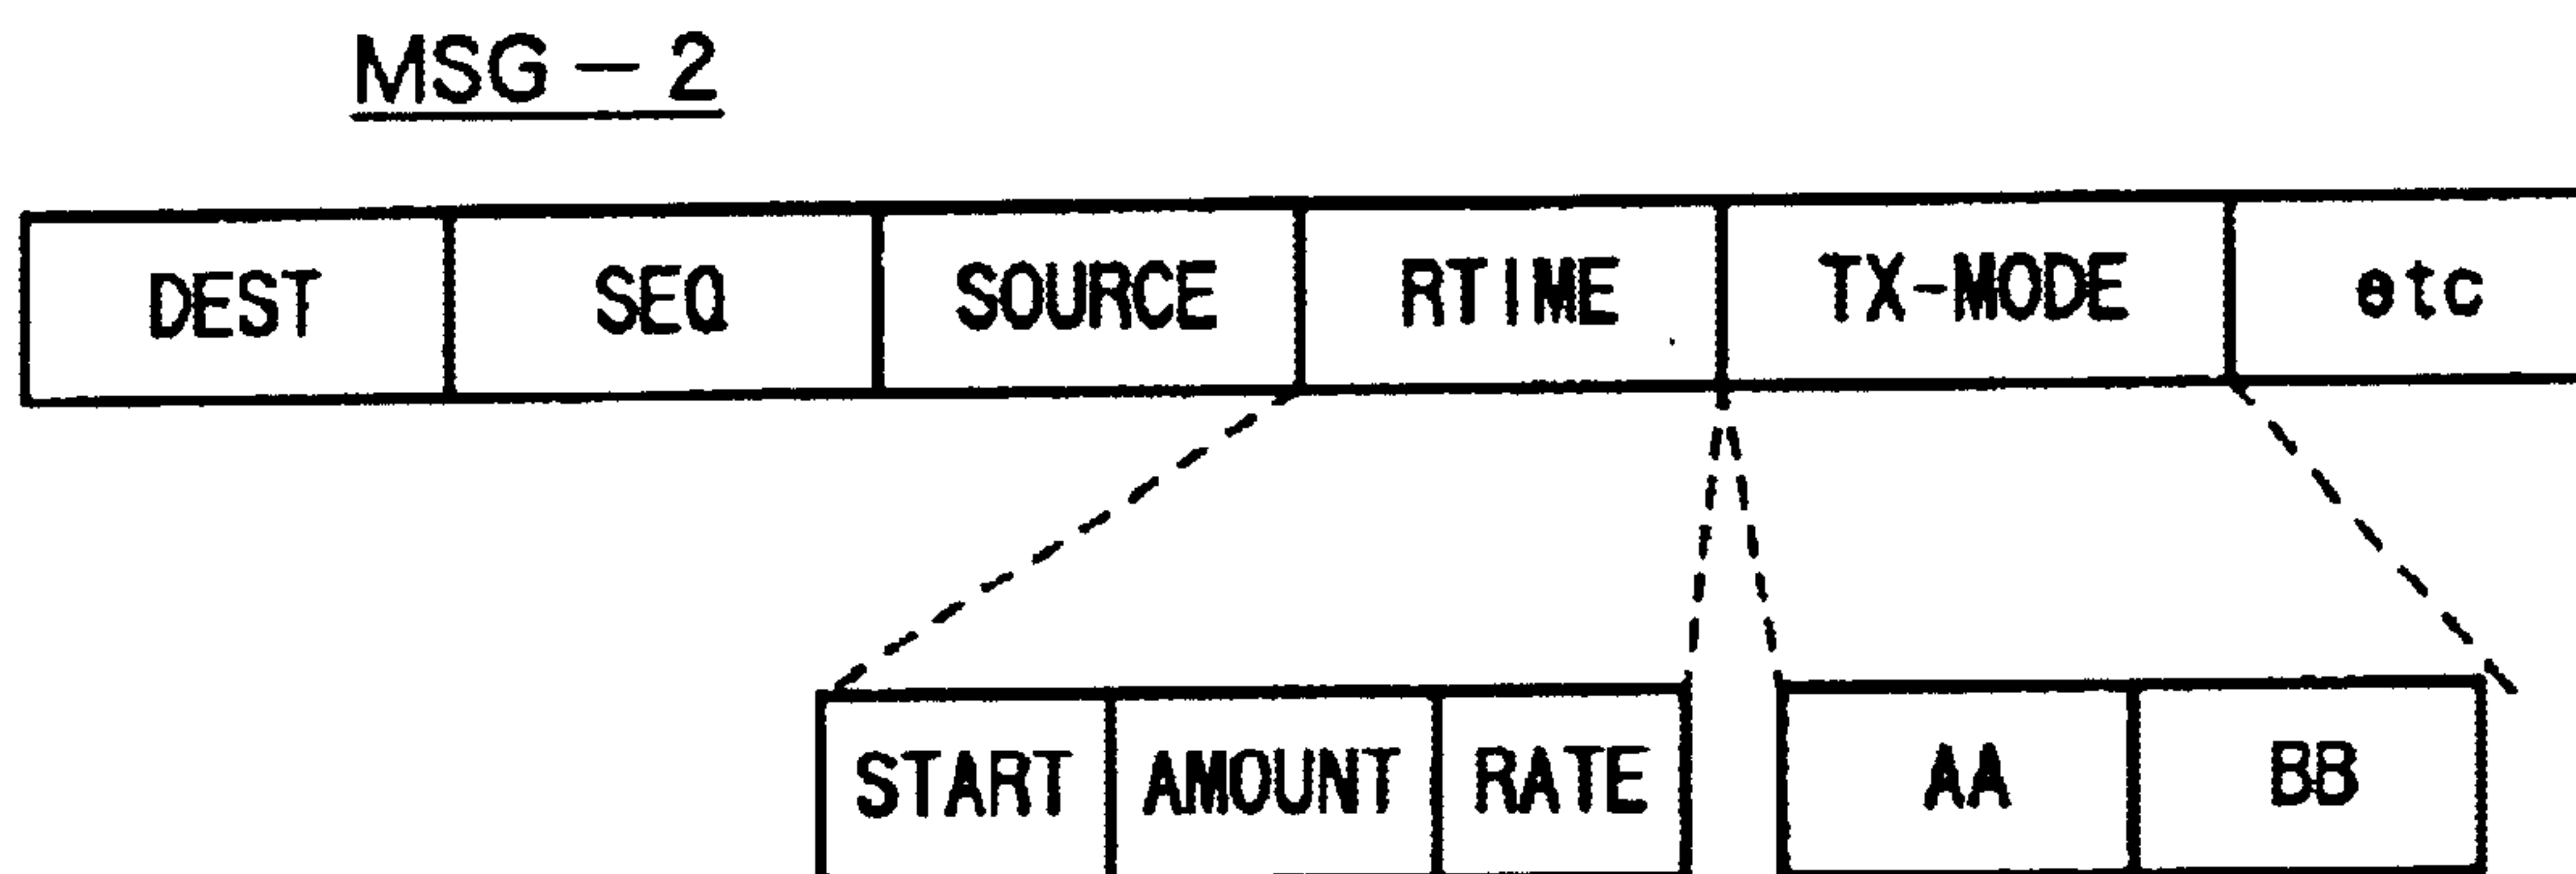 MSG – 2
DEST SEQ SOURCE RTIME TX-MODE etc
START AMOUNT RATE AA BB